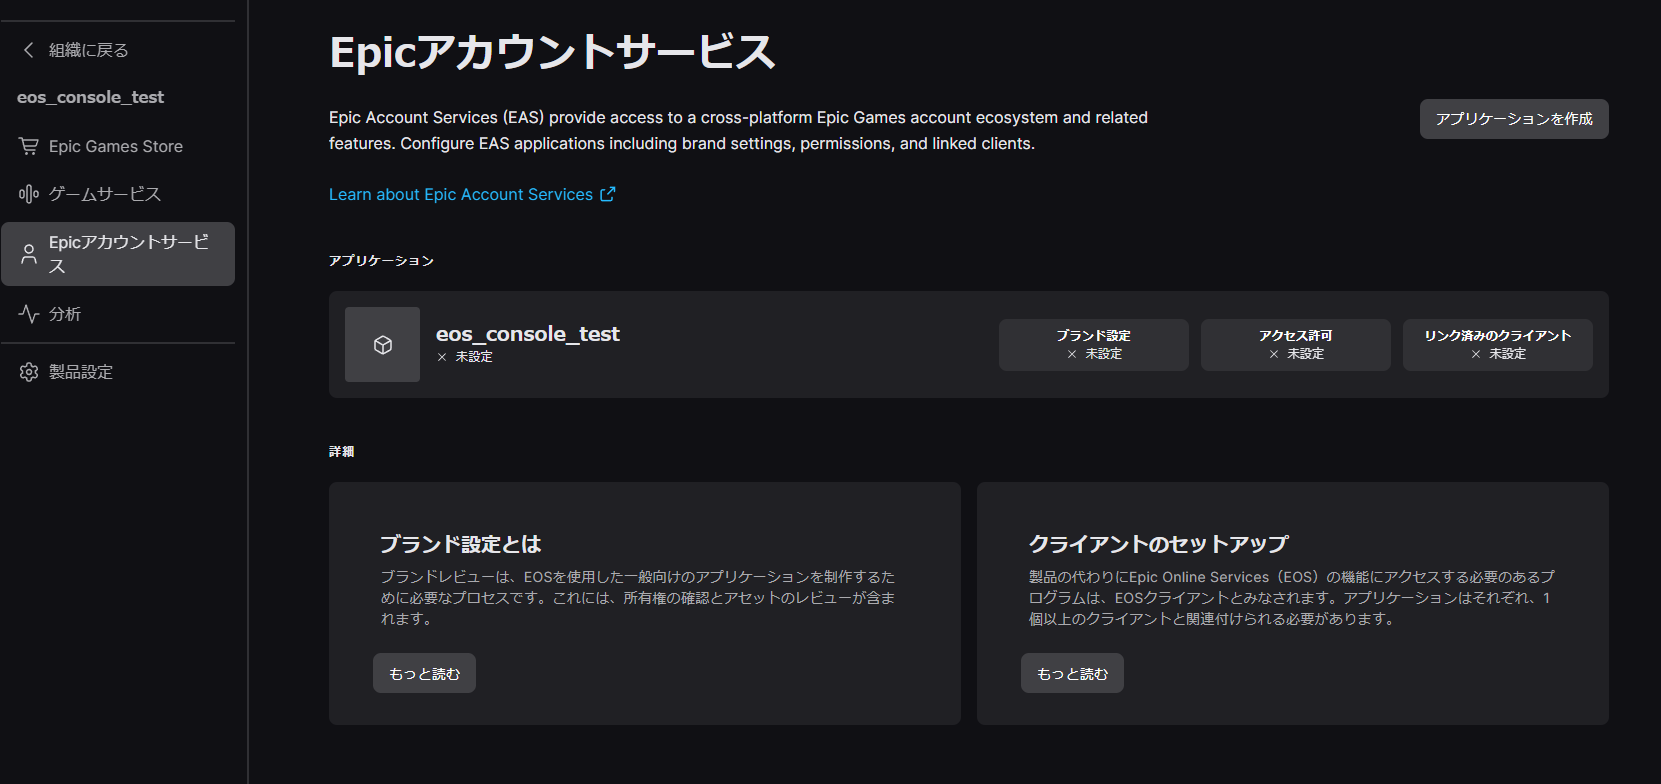 組織に戻る
eos_console_test
Epic Games Store
ゲームサービス
Epicアカウントサービ
ス
分析
製品設定
Epicアカウントサービス
Epic Account Services (EAS) provide access to a cross-platform Epic Games account ecosystem and related
features. Configure EAS applications including brand settings, permissions, and linked clients.
アプリケーションを作成
Learn about Epic Account Services
アプリケーション
eos_console_test
× 未設定
ブランド設定
× 未設定
アクセス許可
× 未設定
リンク済みのクライアント
× 未設定
詳細
ブランド設定とは
ブランドレビューは、EOSを使用した一般向けのアプリケーションを制作するた
めに必要なプロセスです。これには、所有権の確認とアセットのレビューが含ま
れます。
もっと読む
クライアントのセットアップ
製品の代わりにEpic Online Services（EOS）の機能にアクセスする必要のあるプ
ログラムは、EOSクライアントとみなされます。アプリケーションはそれぞれ、1
個以上のクライアントと関連付けられる必要があります。
もっと読む